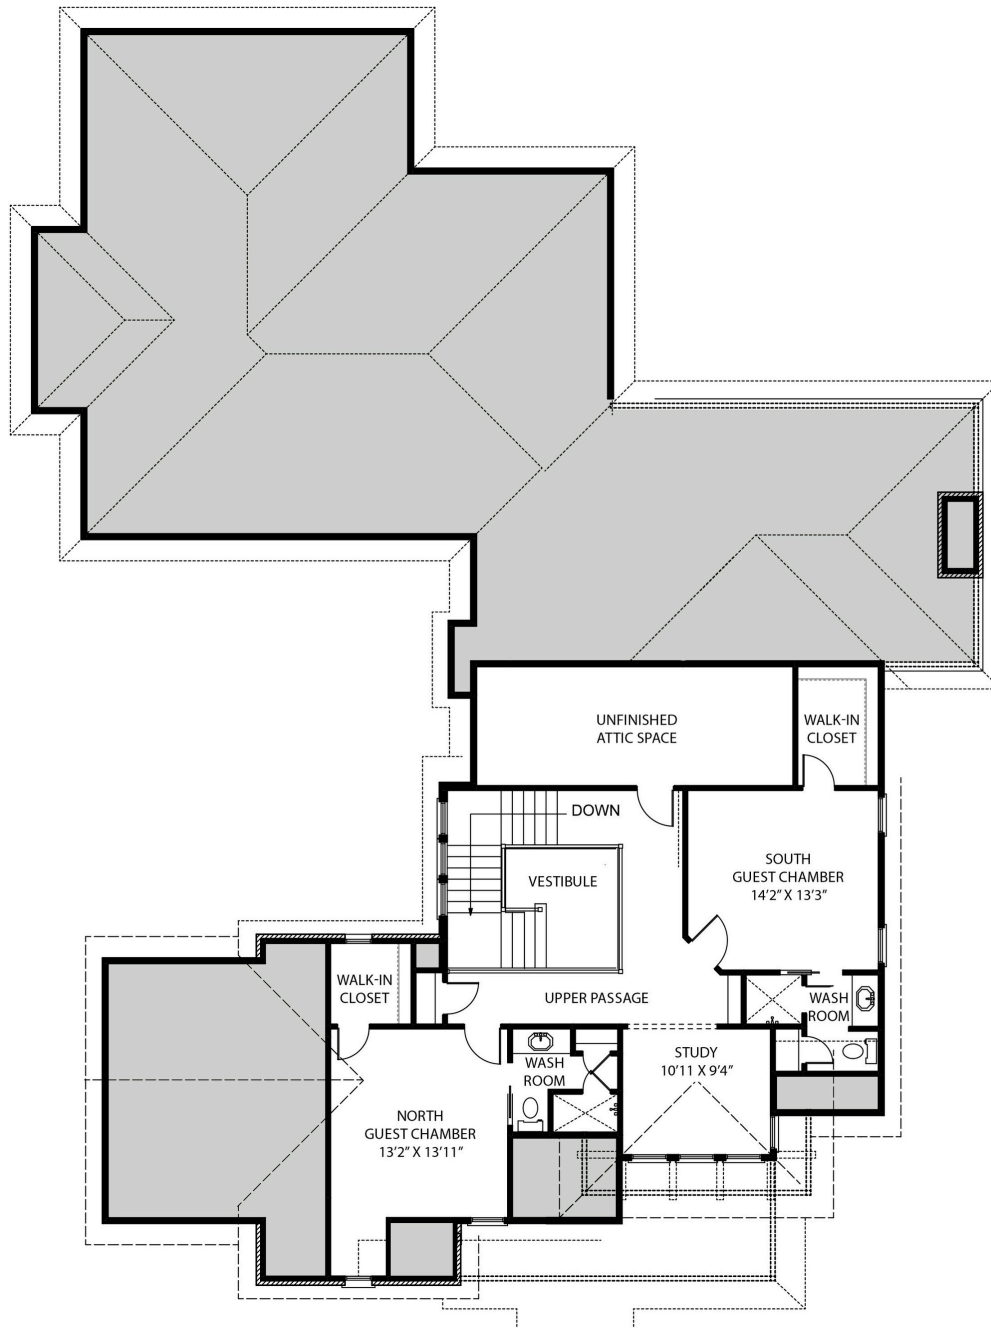 UNFINISHED
ATTIC SPACE
WALK-IN
CLOSET
DOWN
VESTIBULE
SOUTH
GUEST CHAMBER
14'2" X 13'3"
WALK-IN
CLOSET
UPPER PASSAGE
WASH
ROOM
STUDY
10'11 X 9'4"
WASH
ROOM
NORTH
GUEST CHAMBER
13'2" X 13'11"